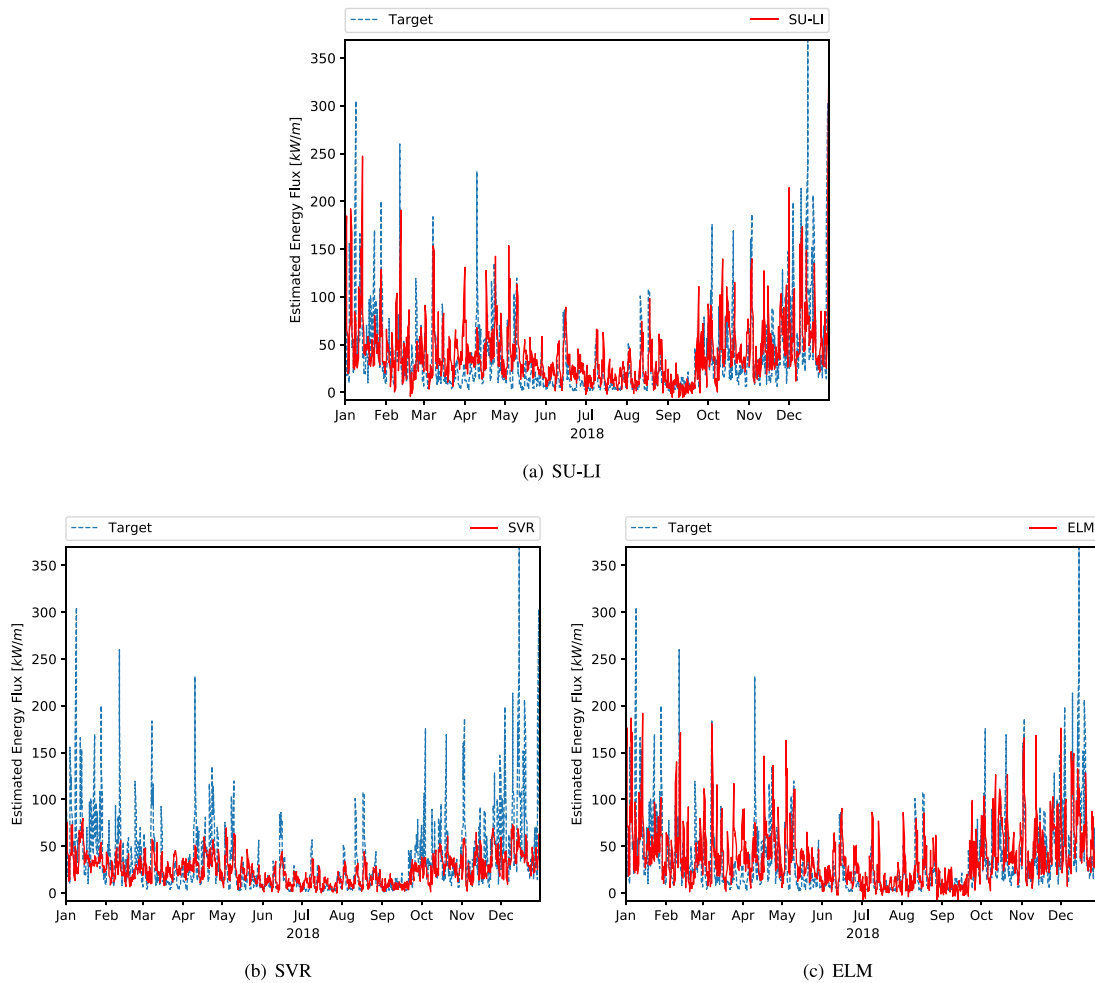 Target SU-LI
Estimated Energy Flux [kW/m]
350
300
250
200
150
100
50
0
Jan Feb Mar Apr May Jun Jul Aug Sep Oct Nov Dec
2018
(a) SU-LI
Target SVR
Estimated Energy Flux [kW/m]
350
300
250
200
150
100
50
0
Jan Feb Mar Apr May Jun Jul Aug Sep Oct Nov Dec
2018
(b) SVR
Target ELM
Estimated Energy Flux [kW/m]
350
300
250
200
150
100
50
0
Jan Feb Mar Apr May Jun Jul Aug Sep Oct Nov Dec
2018
(c) ELM